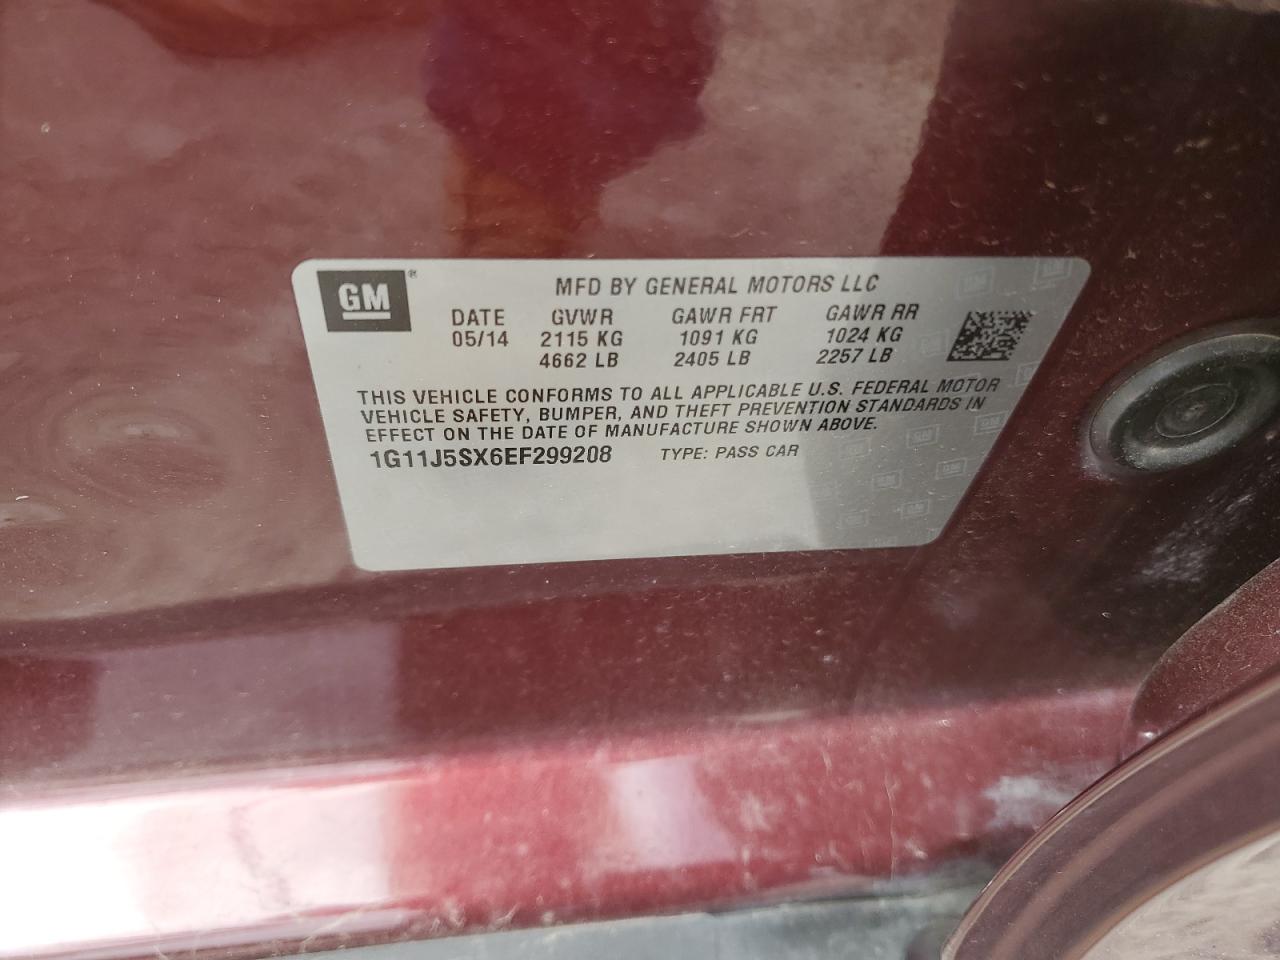 GM®
MFD BY GENERAL MOTORS LLC
DATE GVWR GAWR FRT GAWR RR
05/14 2115 KG 1091 KG 1024 KG
4662 LB 2405 LB 2257 LB
THIS VEHICLE CONFORMS TO ALL APPLICABLE U.S. FEDERAL MOTOR
VEHICLE SAFETY, BUMPER, AND THEFT PREVENTION STANDARDS IN
EFFECT ON THE DATE OF MANUFACTURE SHOWN ABOVE.
1G11J5SX6EF299208 TYPE: PASS CAR